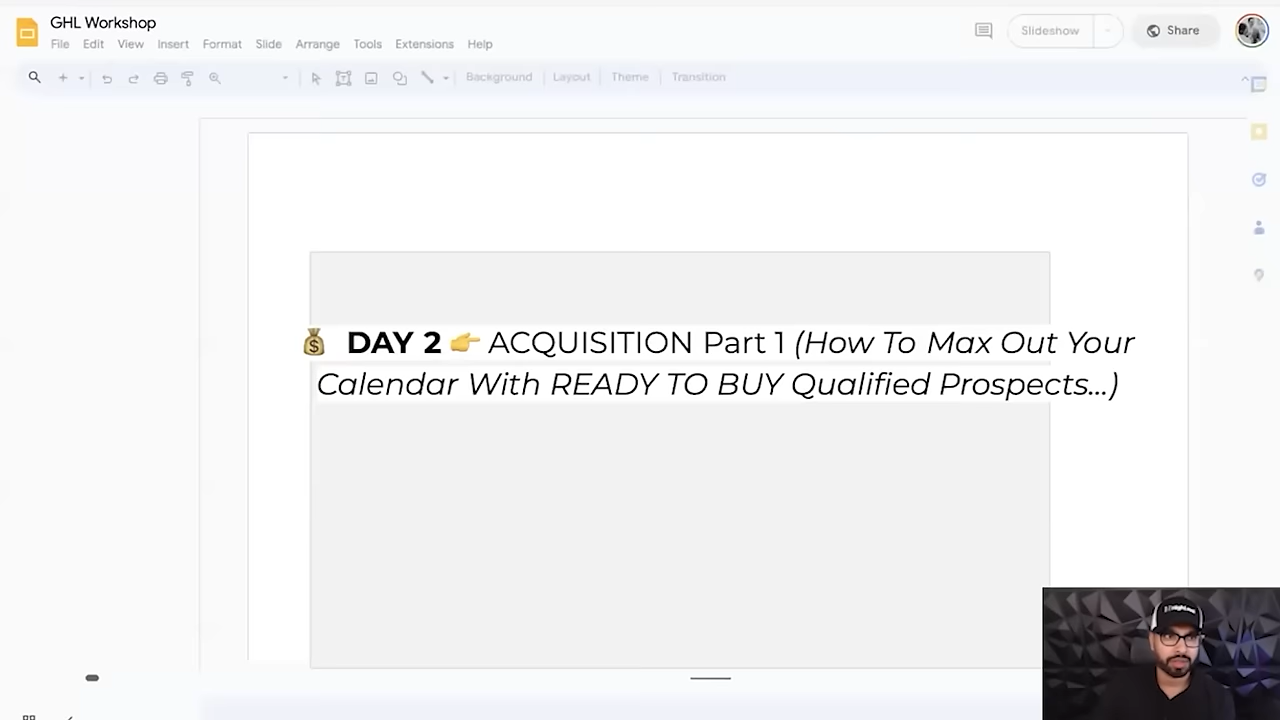 GHL Workshop
File Edit View Insert Format Slide Arrange Tools Extensions Help
Slideshow
Share
Background Layout Theme Transition
💰 DAY 2 👉 ACQUISITION Part 1 (How To Max Out Your
Calendar With READY TO BUY Qualified Prospects...)